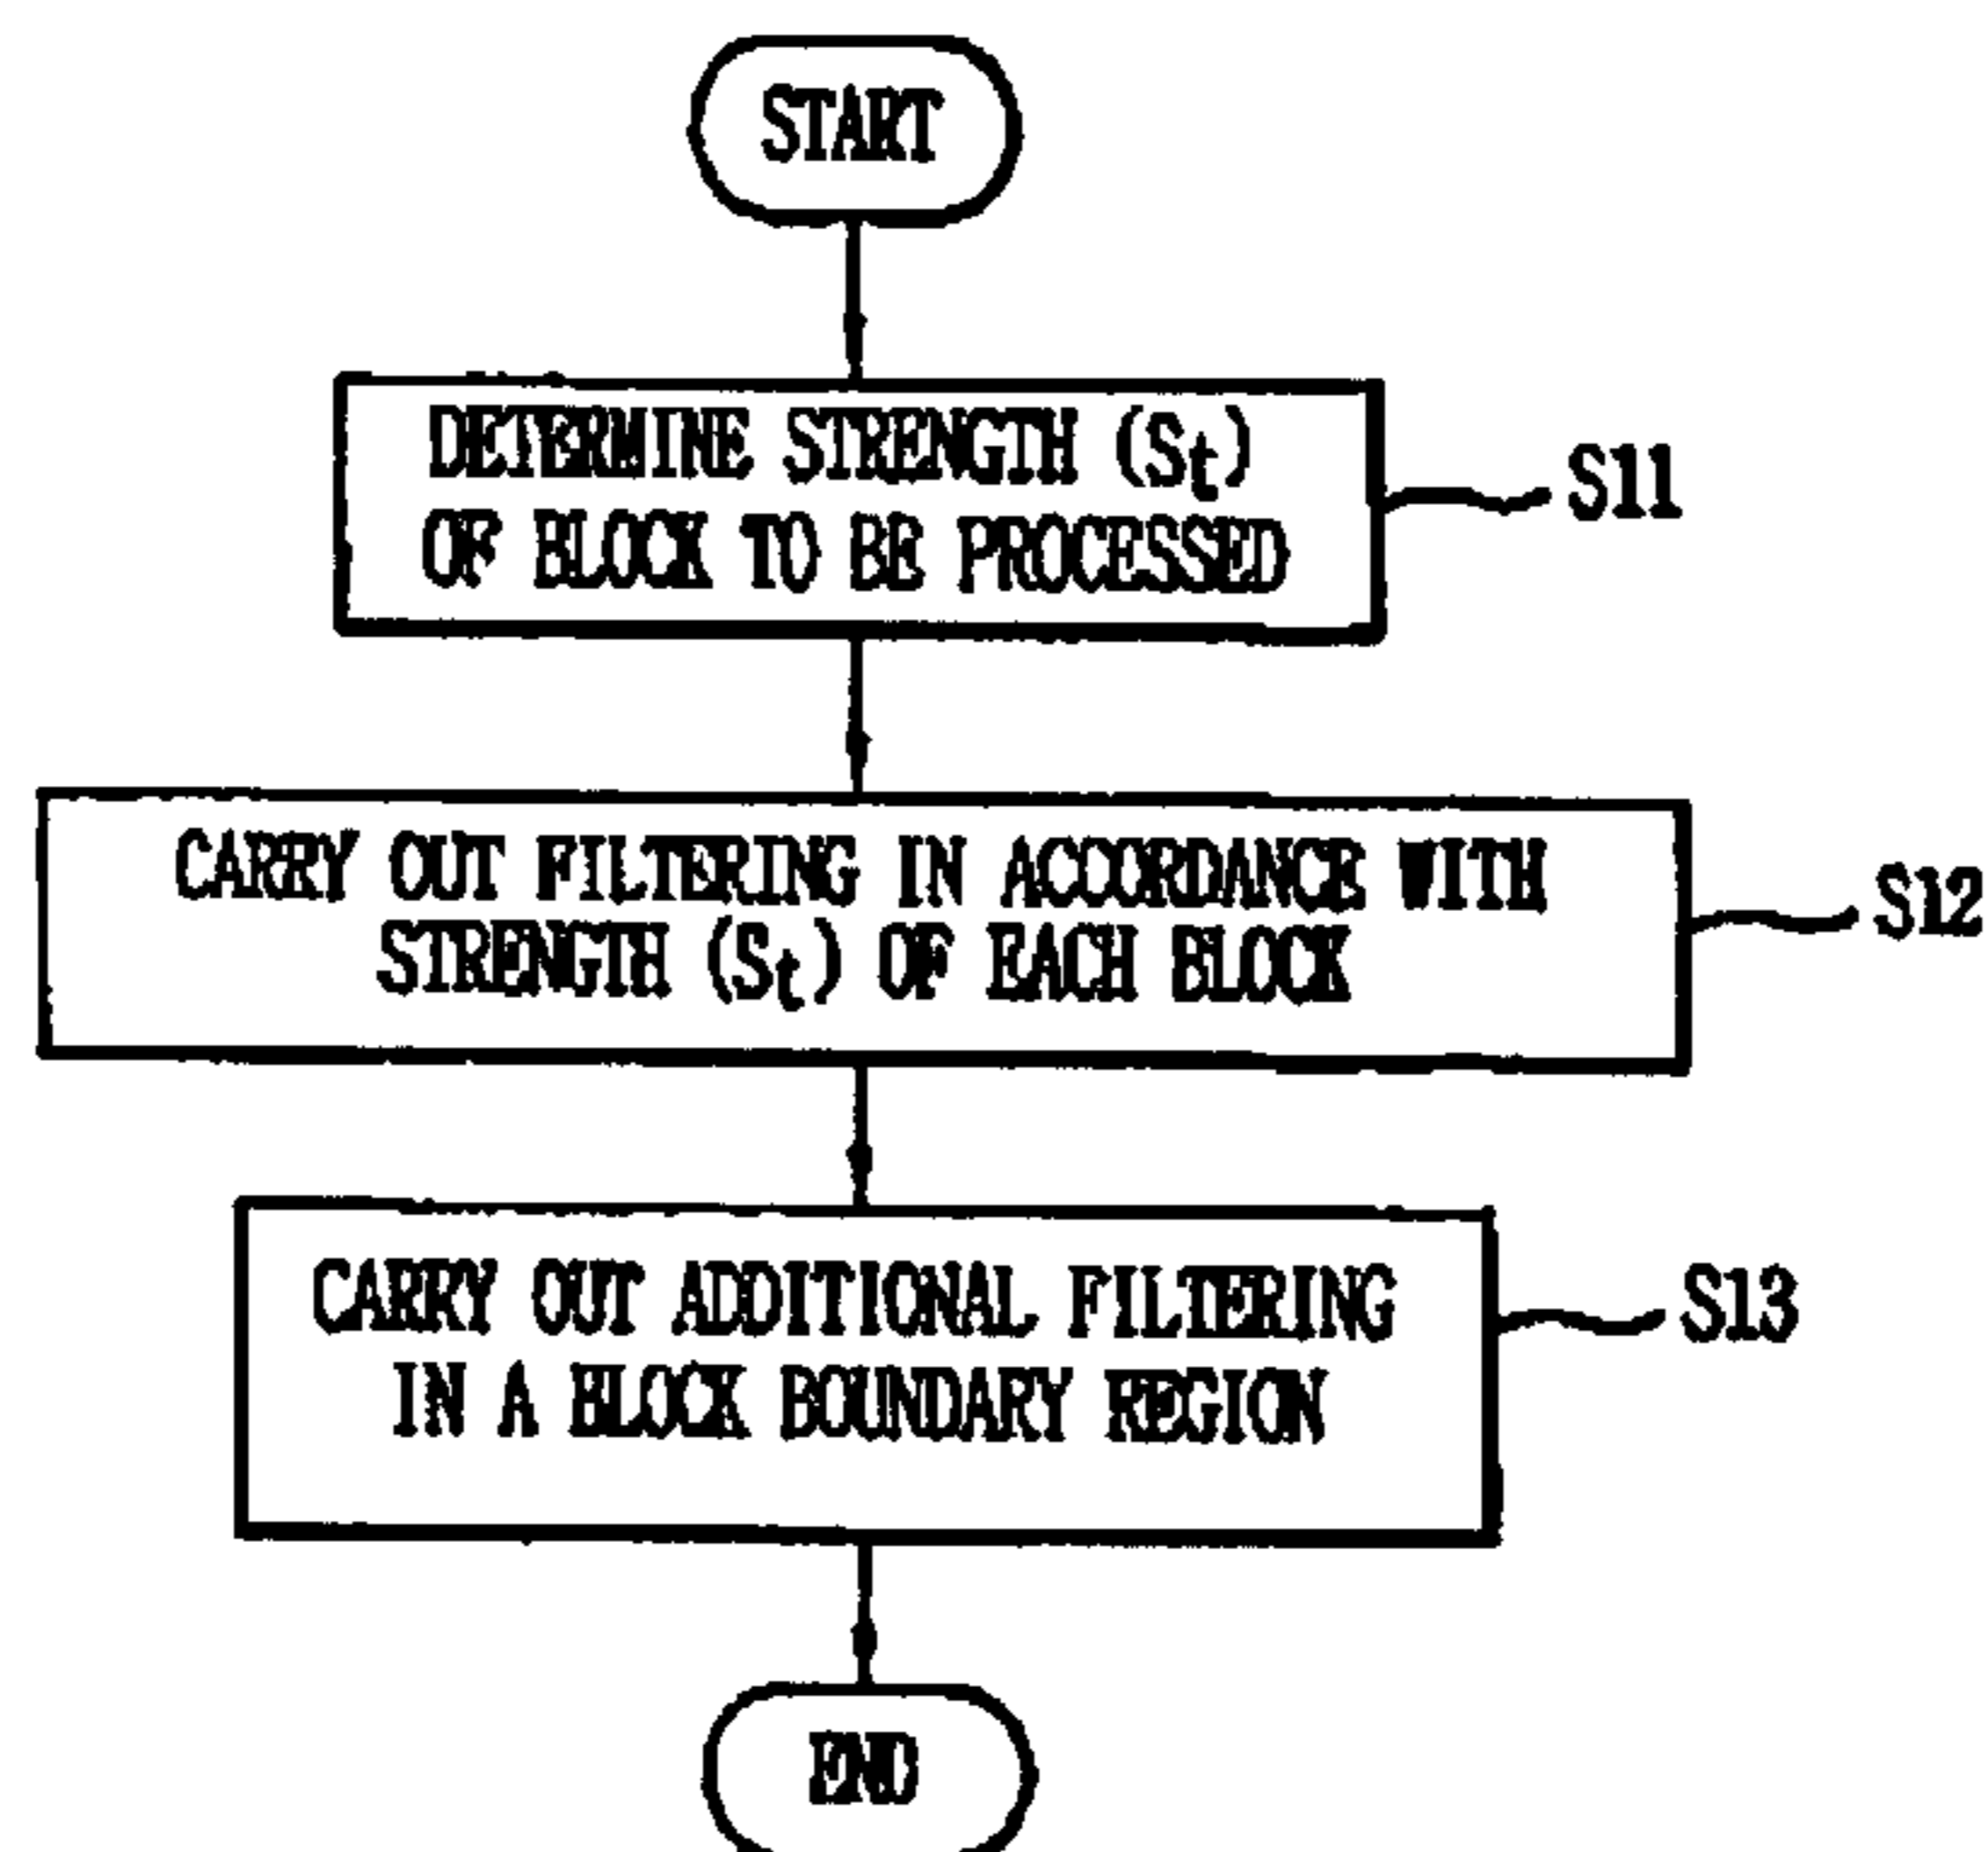 START
DETERMINE STRENGTH (St)
OF BLOCK TO BE PROCESSED
S11
CARRY OUT FILTERING IN ACCORDANCE WITH
STRENGTH (St) OF EACH BLOCK
S12
CARRY OUT ADDITIONAL FILTERING
IN A BLOCK BOUNDARY REGION
S13
END